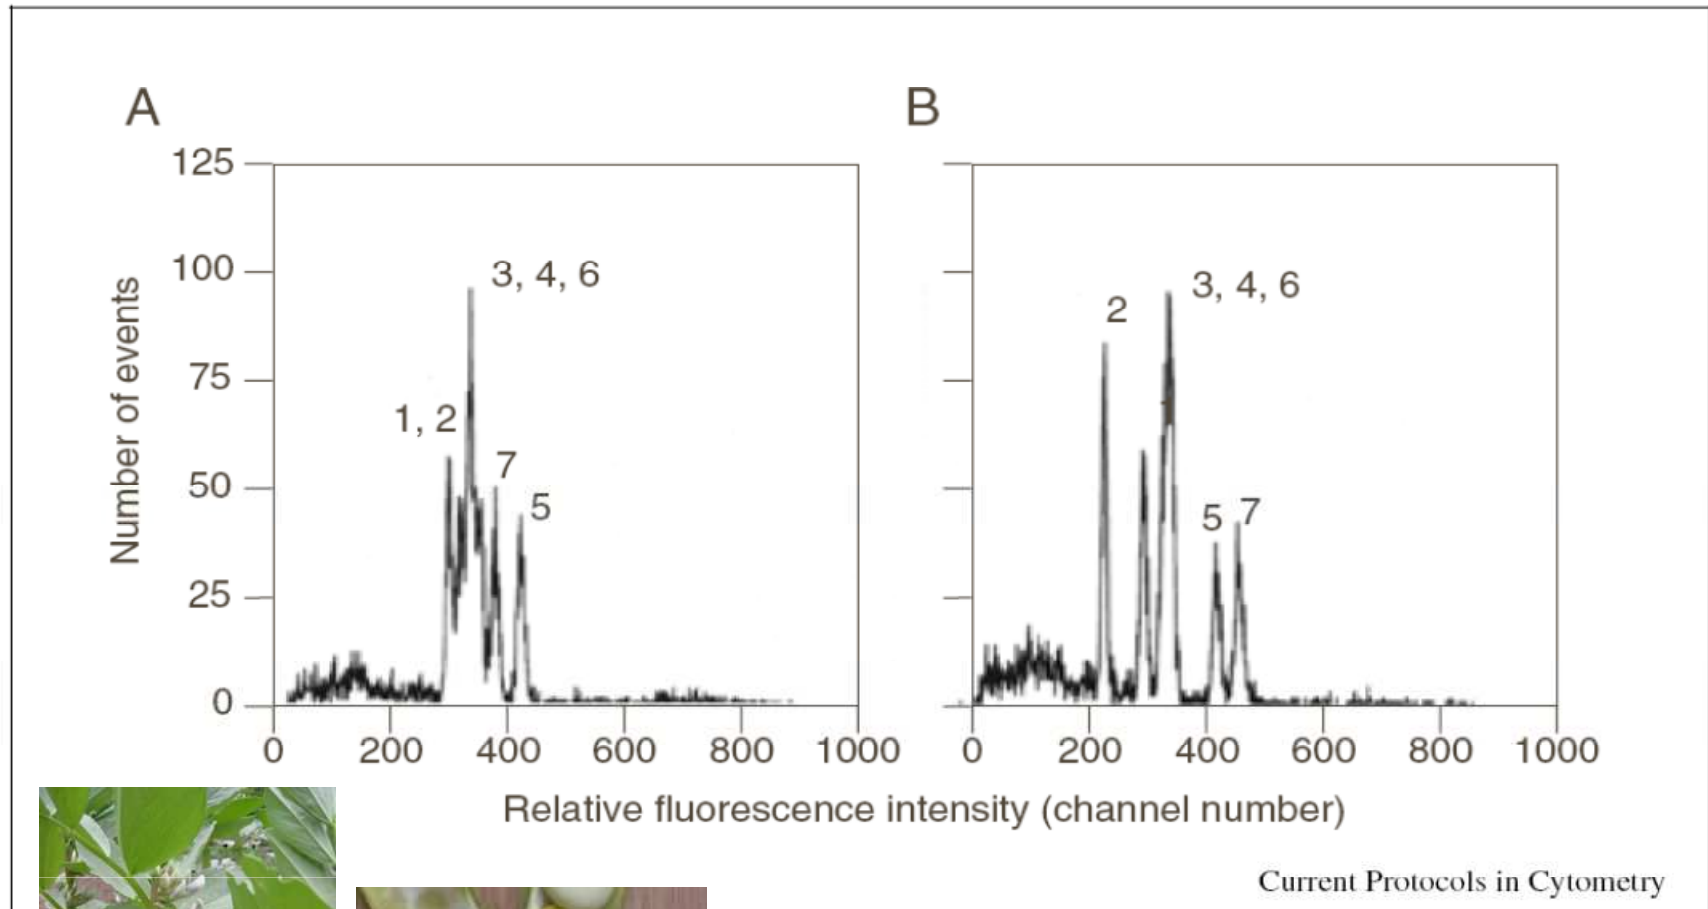 A
B
125
100
75
50
25
0
Number of events
3, 4, 6
1, 2
7
5
2
3, 4, 6
1
5
7
0 200 400 600 800 1000
0 200 400 600 800 1000
Relative fluorescence intensity (channel number)
Current Protocols in Cytometry